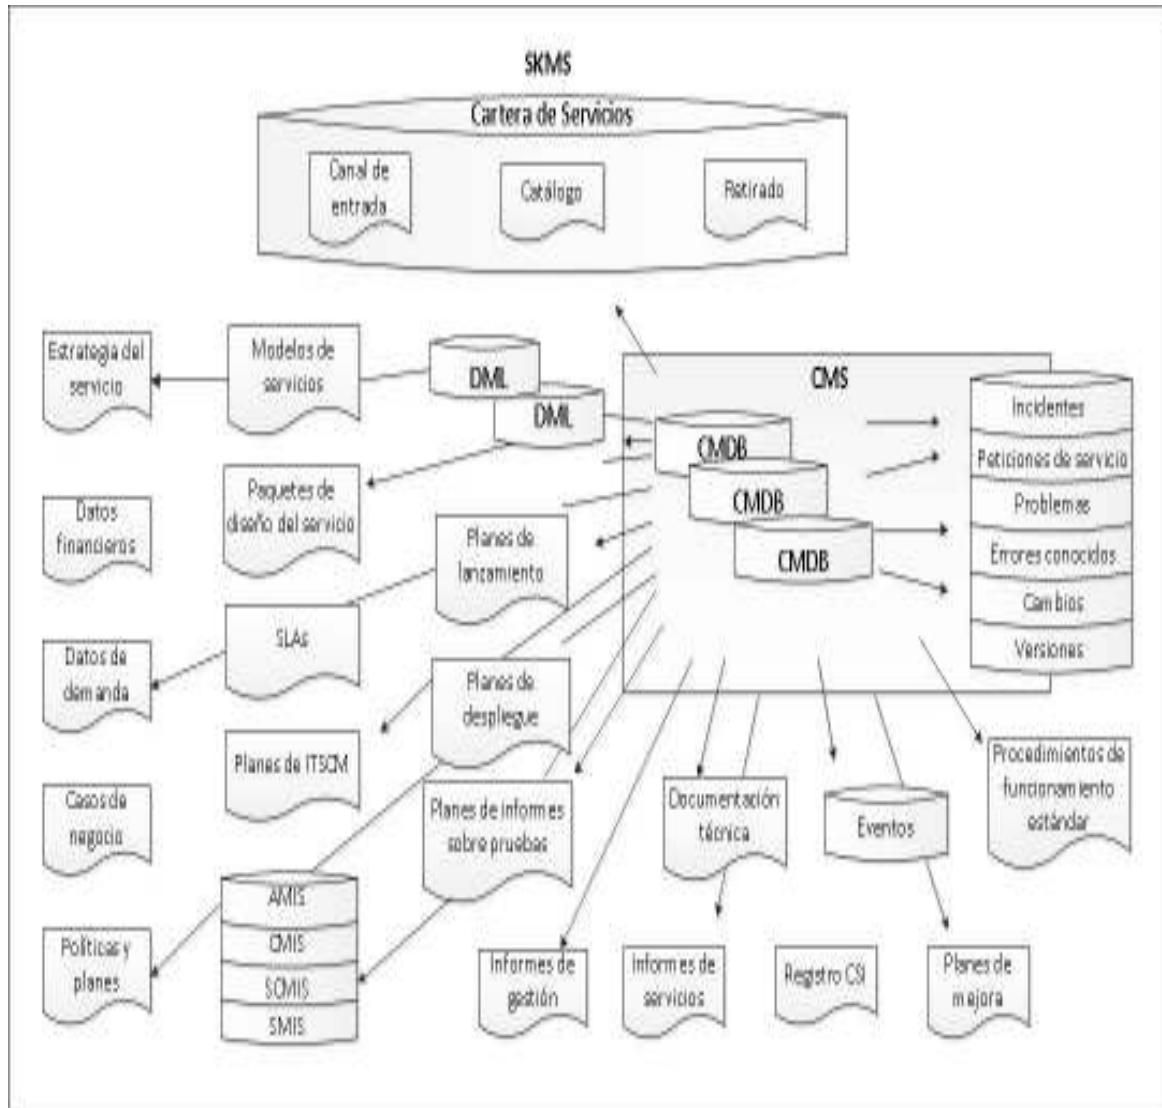 SKMS
Cartera de Servicios
Canal de
entrada
Catálogo
Retirado
Estrategia del
servicio
Modelos de
servicios
DML
DML
CMS
CMDB
CMDB
CMDB
Incidentes
Peticiones de servicio
Problemas
Errores conocidos
Cambios
Versiones
Datos
financieros
Paquetes de
diseño del servicio
Planes de
lanzamiento
Datos de
demanda
SLAs
Planes de
despliegue
Planes de ITSCM
Casos de
negocio
Planes de informes
sobre pruebas
Documentación
técnica
Eventos
Procedimientos de
funcionamiento
estándar
AMIS
CMIS
SCMIS
SMIS
Políticas y
planes
Informes de
gestión
Informes de
servicios
Registro CSI
Planes de
mejora